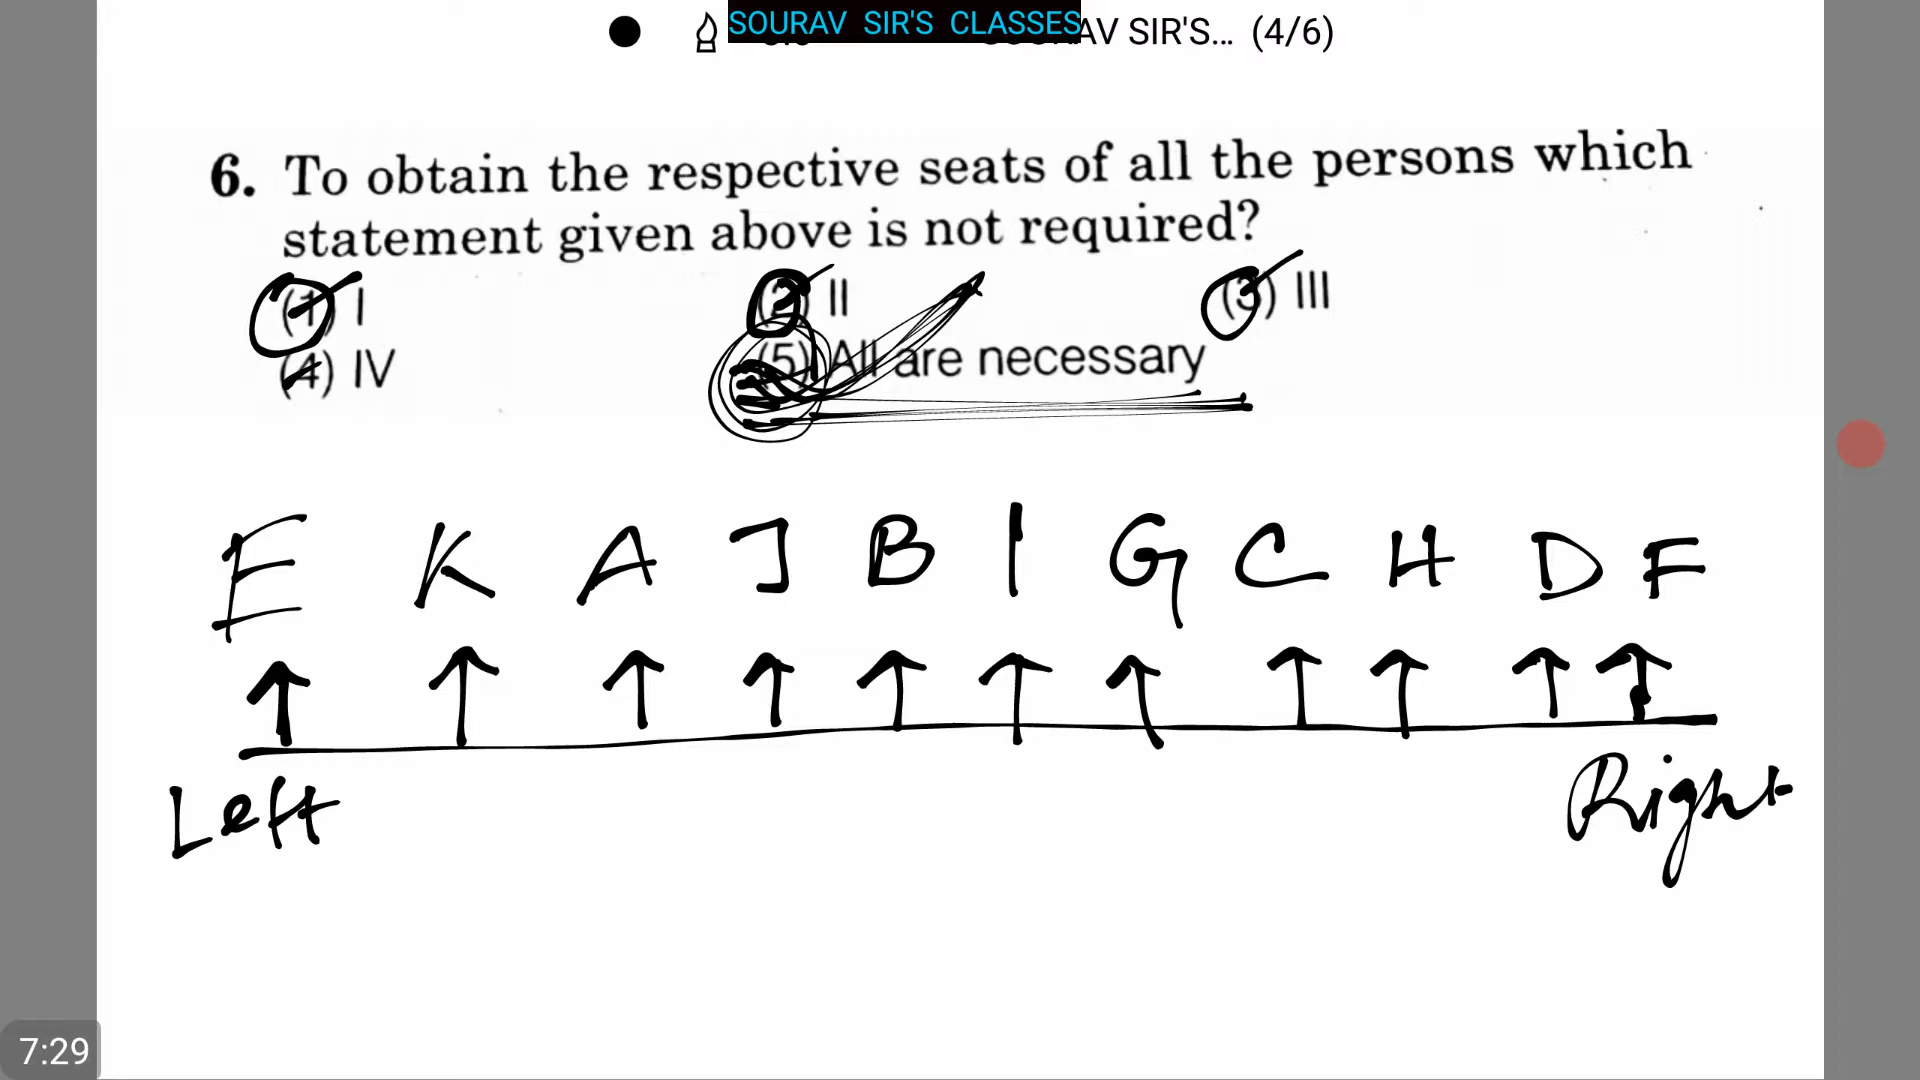 SOURAV SIR'S CLASSES AV SIR'S... (4/6)
6. To obtain the respective seats of all the persons which
statement given above is not required?
(1) I (2) II (3) III
(4) IV (5) All are necessary
E K A J B I G C H D F
Left Right
7:29